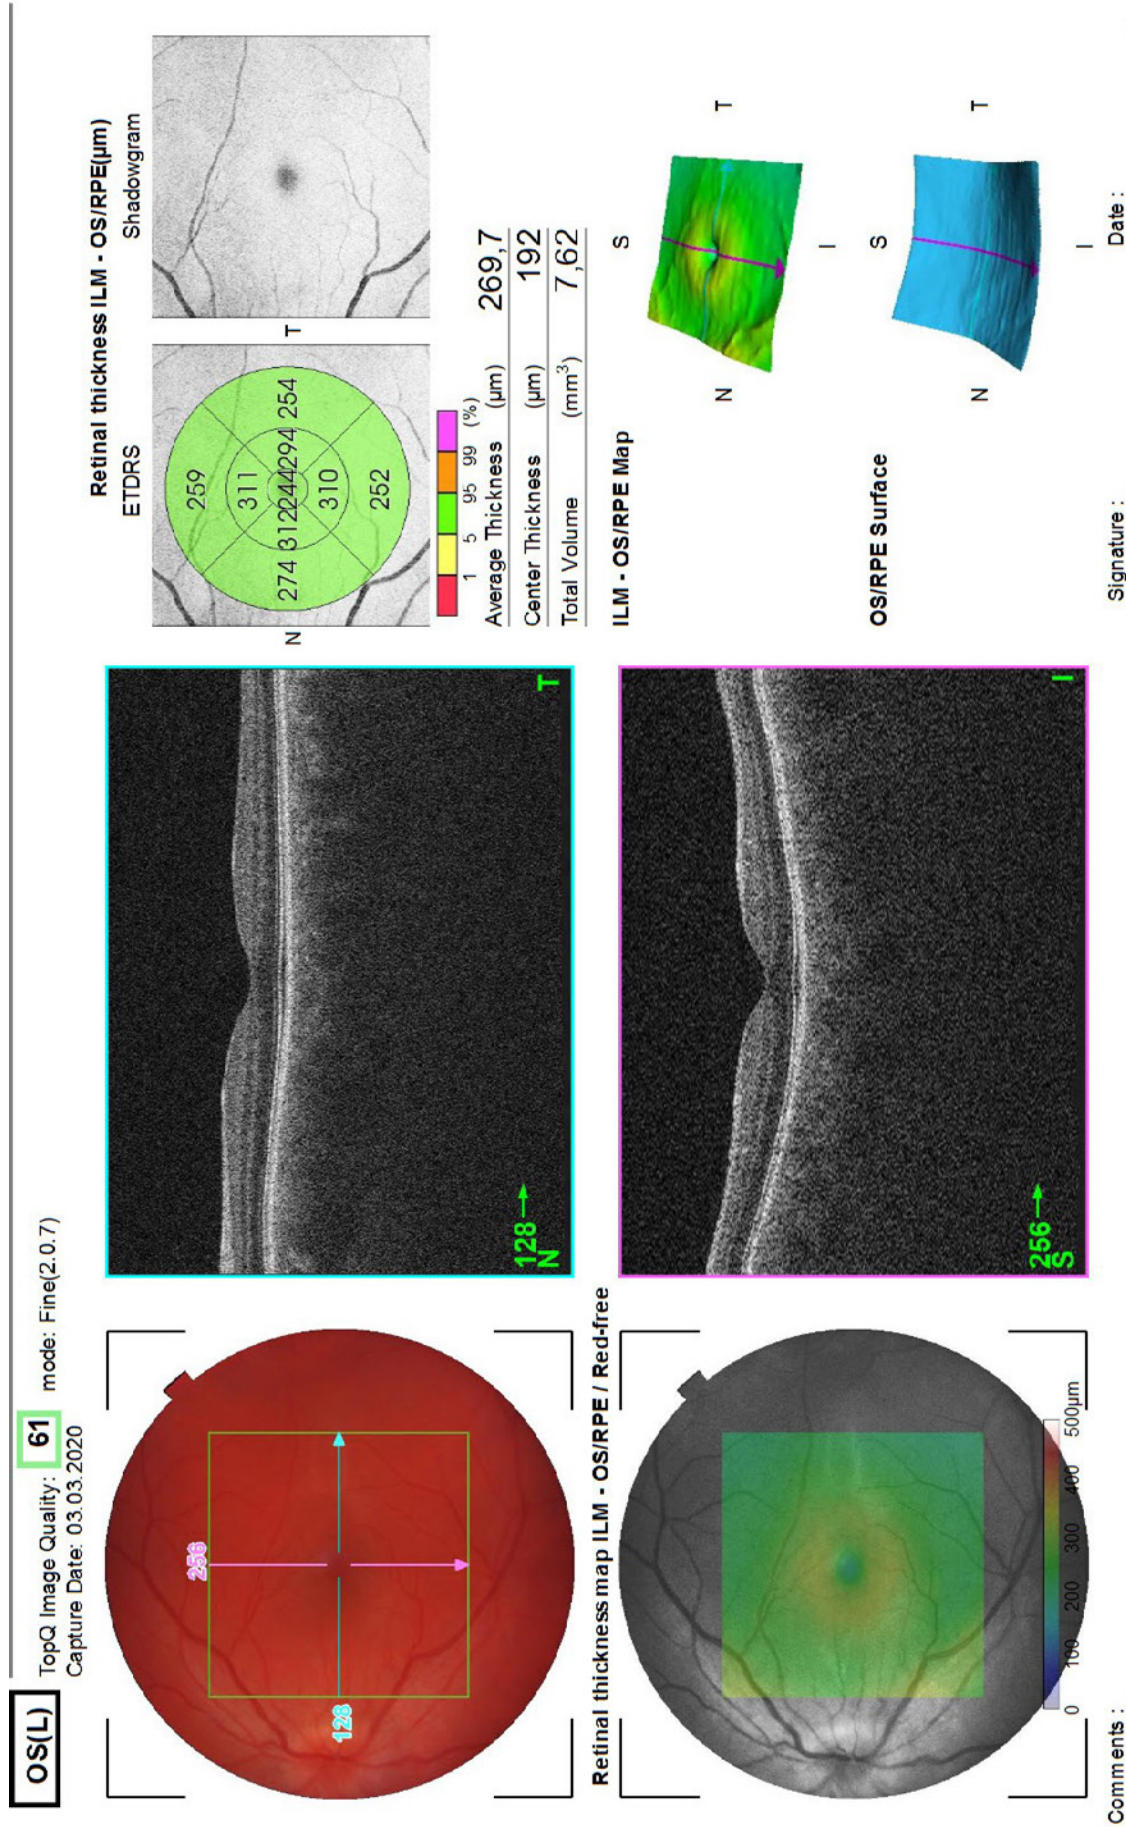 OS(L)
TopQ Image Quality: 61 mode: Fine(2.0.7)
Capture Date: 03.03.2020
256
128
128
N
T
Retinal thickness ILM - OS/RPE(µm)
ETDRS
Shadowgram
N
T
259
311
274 312 244 294 254
310
252
1 5 95 99 (%)
Average Thickness (µm) 269,7
Center Thickness (µm) 192
Total Volume (mm³) 7,62
Retinal thickness map ILM - OS/RPE / Red-free
0 100 200 300 400 500µm
256
S
I
ILM - OS/RPE Map
S
N
T
I
OS/RPE Surface
S
N
T
I
Comments :
Signature :
Date :